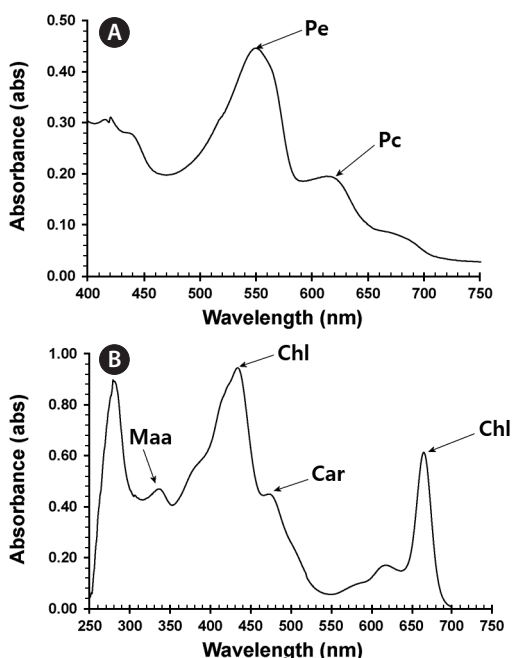 A
Absorbance (abs)
0.50
0.40
0.30
0.20
0.10
0.00
Pe
Pc
400 450 500 550 600 650 700 750
Wavelength (nm)
B
Absorbance (abs)
1.00
0.80
0.60
0.40
0.20
0.00
Chl
Maa
Car
Chl
250 300 350 400 450 500 550 600 650 700 750
Wavelength (nm)